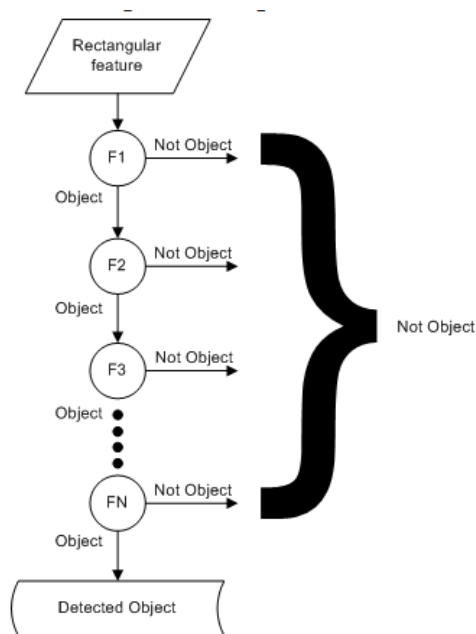 Rectangular
feature
F1
Not Object
Object
F2
Not Object
Object
F3
Not Object
Object
FN
Not Object
Object
Detected Object
Not Object